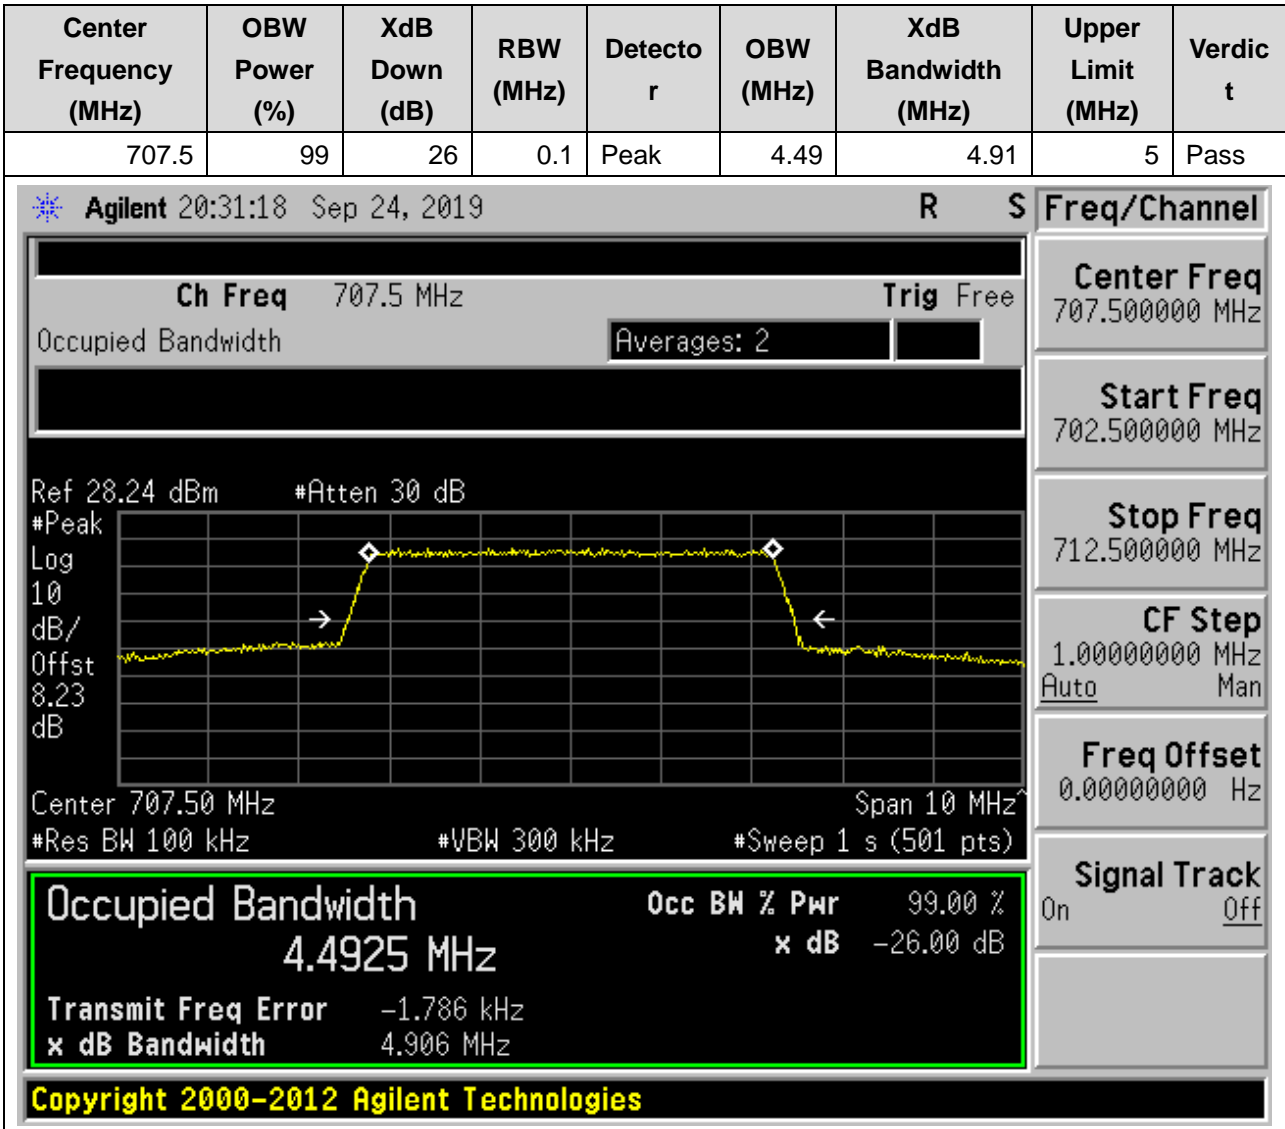 Center Frequency (MHz) OBW Power (%) XdB Down (dB) RBW (MHz) Detecto r OBW (MHz) XdB Bandwidth (MHz) Upper Limit (MHz) Verdic t
707.5 99 26 0.1 Peak 4.49 4.91 5 Pass
Agilent 20:31:18 Sep 24, 2019 R S
Ch Freq 707.5 MHz Trig Free
Occupied Bandwidth Averages: 2
Ref 28.24 dBm #Atten 30 dB
#Peak
Log
10
dB/
Offst
8.23
dB
Center 707.50 MHz Span 10 MHz^
#Res BW 100 kHz #VBW 300 kHz #Sweep 1 s (501 pts)
Occupied Bandwidth Occ BW % Pwr 99.00 %
4.4925 MHz x dB -26.00 dB
Transmit Freq Error -1.786 kHz
x dB Bandwidth 4.906 MHz
Copyright 2000-2012 Agilent Technologies
Freq/Channel
Center Freq
707.500000 MHz
Start Freq
702.500000 MHz
Stop Freq
712.500000 MHz
CF Step
1.00000000 MHz
Auto Man
Freq Offset
0.00000000 Hz
Signal Track
On Off